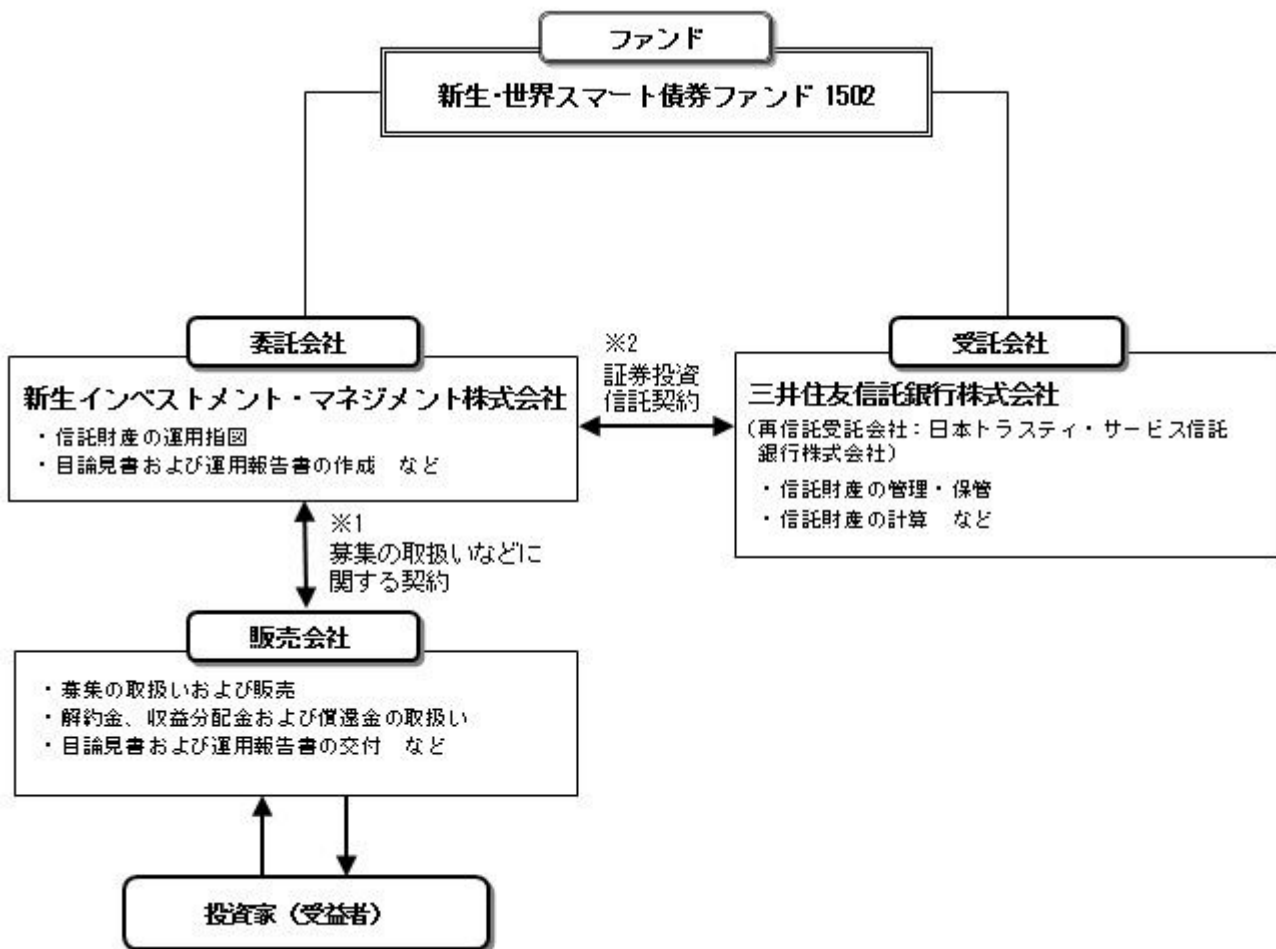 ファンド
新生・世界スマート債券ファンド 1502
委託会社
新生インベストメント・マネジメント株式会社
・信託財産の運用指図
・目論見書および運用報告書の作成 など
※2
証券投資
信託契約
受託会社
三井住友信託銀行株式会社
(再信託受託会社：日本トラスティ・サービス信託
銀行株式会社)
・信託財産の管理・保管
・信託財産の計算 など
※1
募集の取扱いなどに
関する契約
販売会社
・募集の取扱いおよび販売
・解約金、収益分配金および償還金の取扱い
・目論見書および運用報告書の交付 など
投資家（受益者）